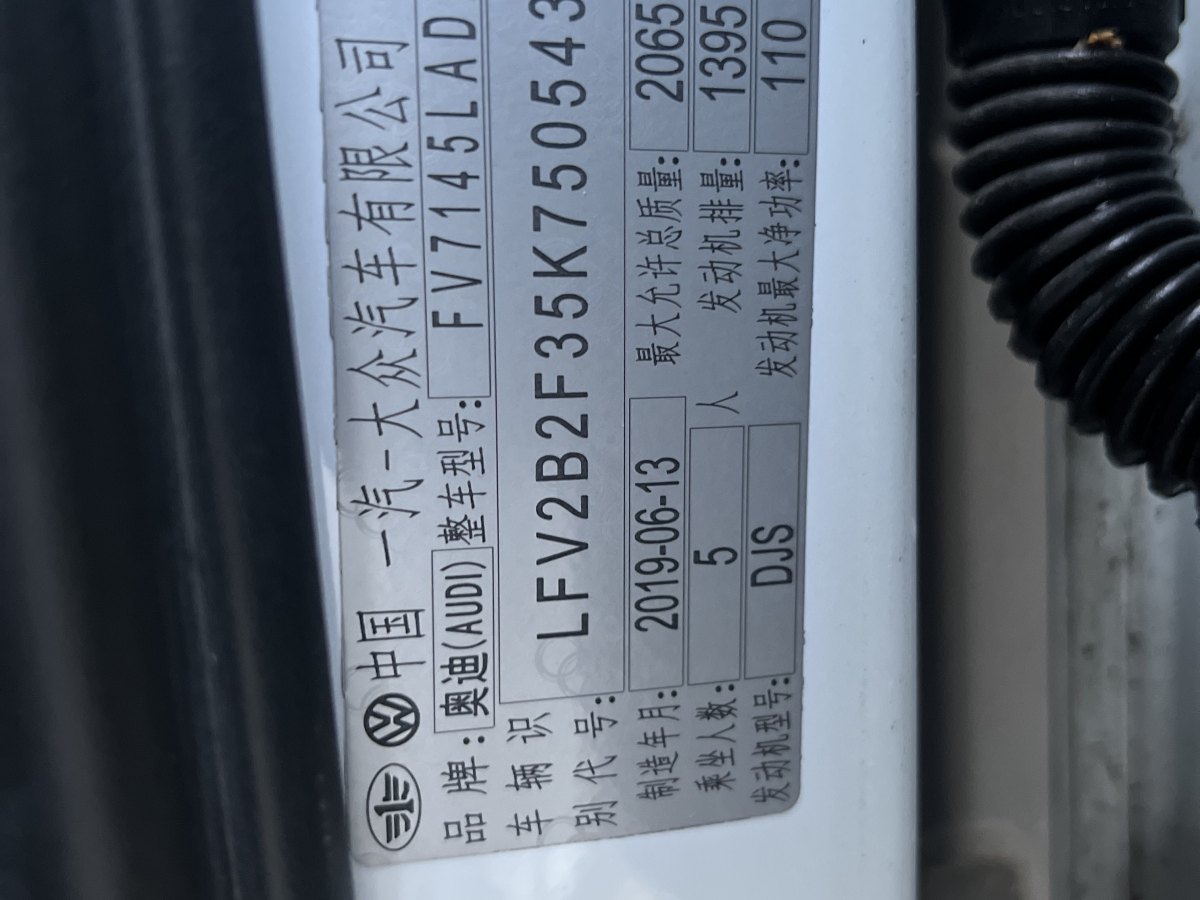 中国 一汽-大众汽车有限公司
品牌: 奥迪(AUDI) 整车型号: FV7145LAD
车辆识别代号: LFV2B2F35K750543
制造年月: 2019-06-13 最大允许总质量: 2065
乘坐人数: 5 人 发动机排量: 1395
发动机型号: DJS 发动机最大净功率: 110